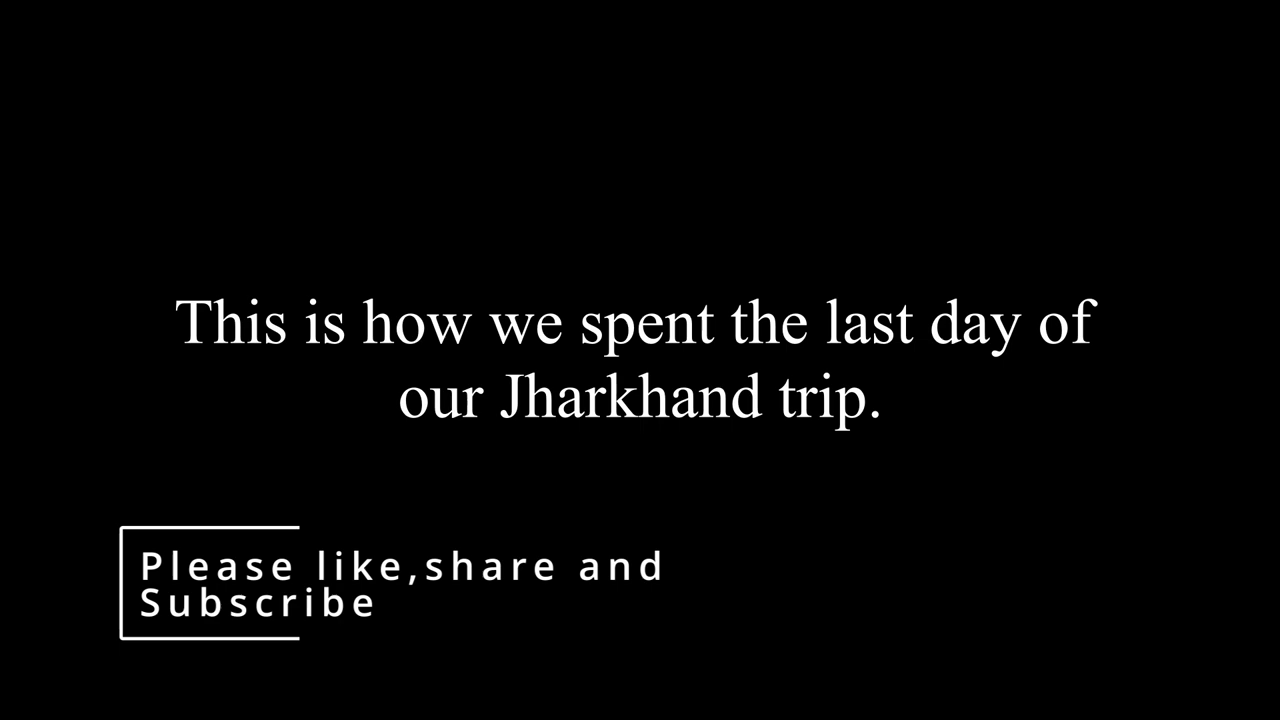 This is how we spent the last day of
our Jharkhand trip.
Please like,share and
Subscribe